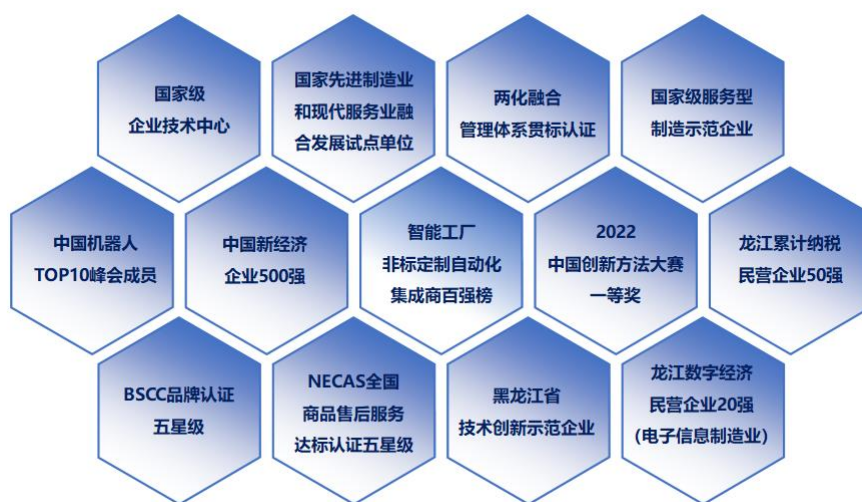 国家级
企业技术中心
国家先进制造业
和现代服务业融
合发展试点单位
两化融合
管理体系贯标认证
国家级服务型
制造示范企业
中国机器人
TOP10峰会成员
中国新经济
企业500强
智能工厂
非标定制自动化
集成商百强榜
2022
中国创新方法大赛
一等奖
龙江累计纳税
民营企业50强
BSCC品牌认证
五星级
NECAS全国
商品售后服务
达标认证五星级
黑龙江省
技术创新示范企业
龙江数字经济
民营企业20强
（电子信息制造业）